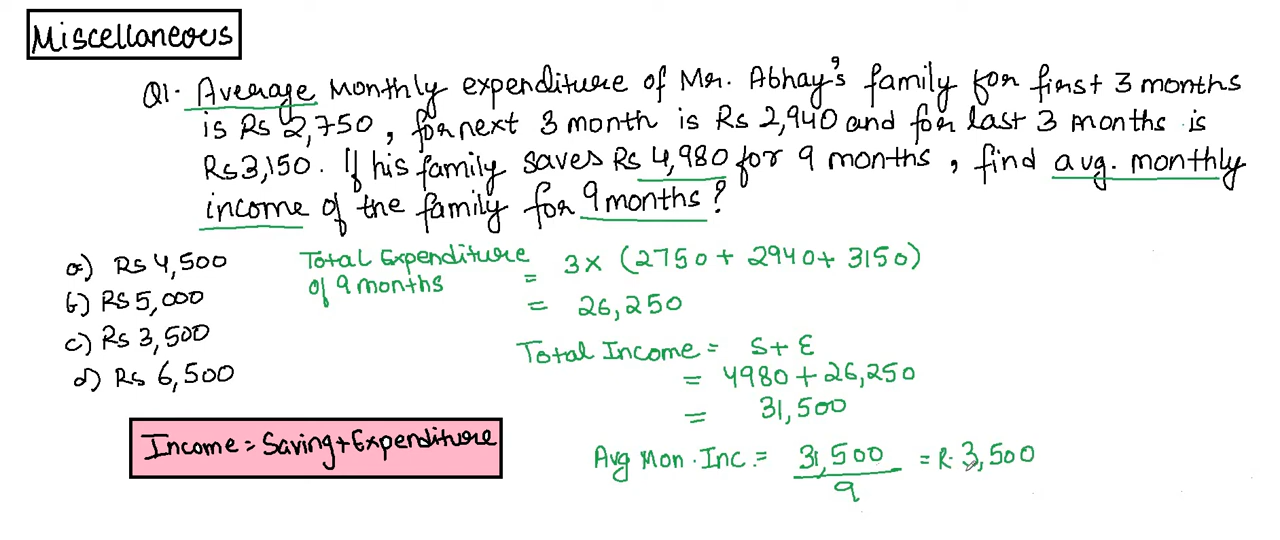 Miscellaneous
Q1. Average Monthly expenditure of Mr. Abhay's family for first 3 months
is Rs 2,750, for next 3 month is Rs 2,940 and for last 3 months is
Rs 3,150. If his family saves Rs 4,980 for 9 months, find avg. monthly
income of the family for 9 months?
a) Rs 4,500
b) Rs 5,000
c) Rs 3,500
d) Rs 6,500
Total Expenditure
of 9 months = 3x (2750 + 2940 + 3150)
= 26,250
Total Income = S+E
= 4980 + 26,250
= 31,500
Avg Mon. Inc. = 31,500 / 9 = R. 3,500
Income = Saving + Expenditure